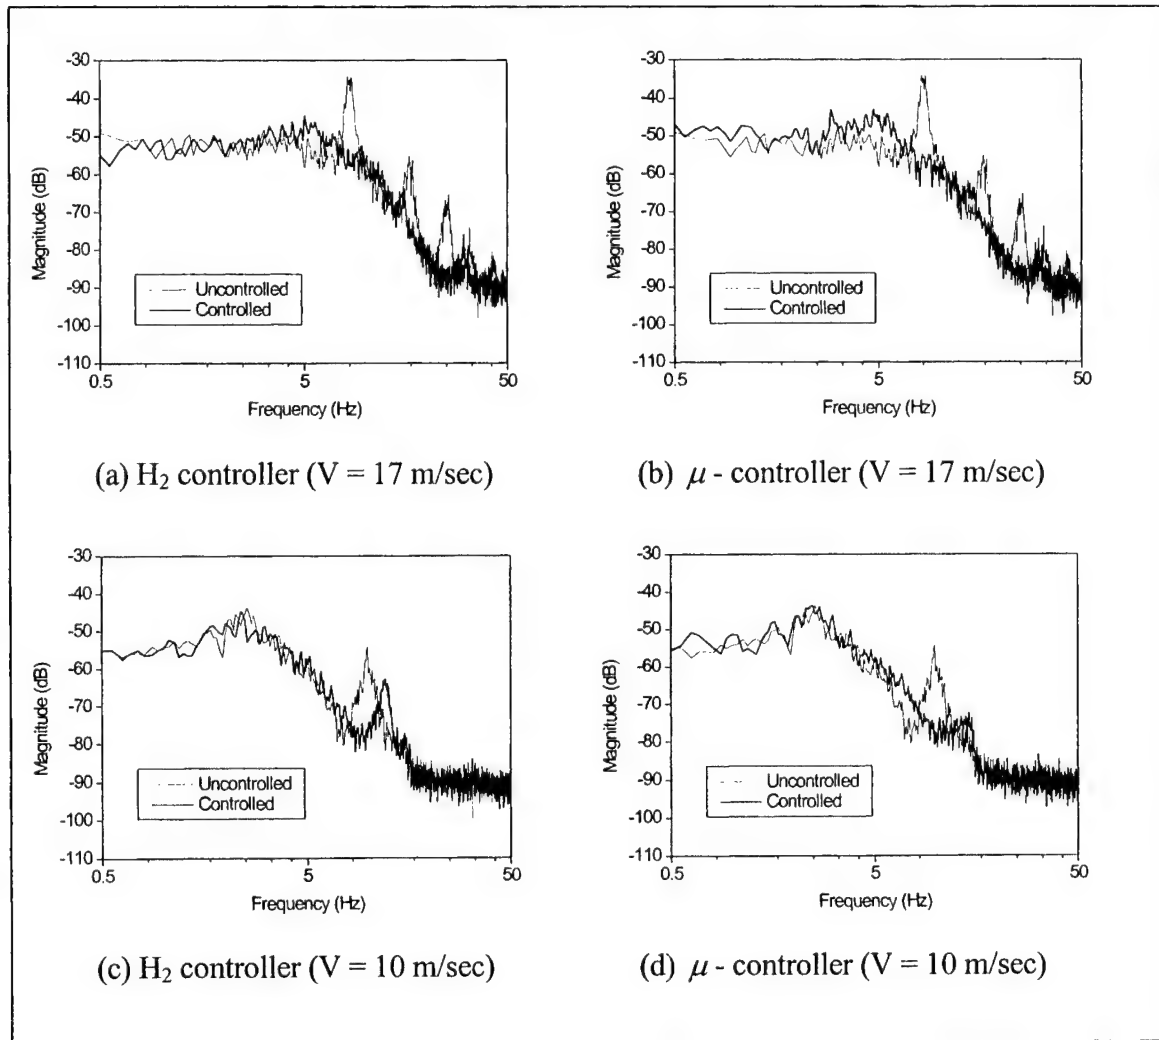 -30
-40
-50
-60
-70
-80
-90
-100
-110
Magnitude (dB)
Uncontrolled
Controlled
0.5
5
50
Frequency (Hz)
(a) H₂ controller (V = 17 m/sec)
-30
-40
-50
-60
-70
-80
-90
-100
-110
Magnitude (dB)
Uncontrolled
Controlled
0.5
5
50
Frequency (Hz)
(b) μ - controller (V = 17 m/sec)
-30
-40
-50
-60
-70
-80
-90
-100
-110
Magnitude (dB)
Uncontrolled
Controlled
0.5
5
50
Frequency (Hz)
(c) H₂ controller (V = 10 m/sec)
-30
-40
-50
-60
-70
-80
-90
-100
-110
Magnitude (dB)
Uncontrolled
Controlled
0.5
5
50
Frequency (Hz)
(d) μ - controller (V = 10 m/sec)